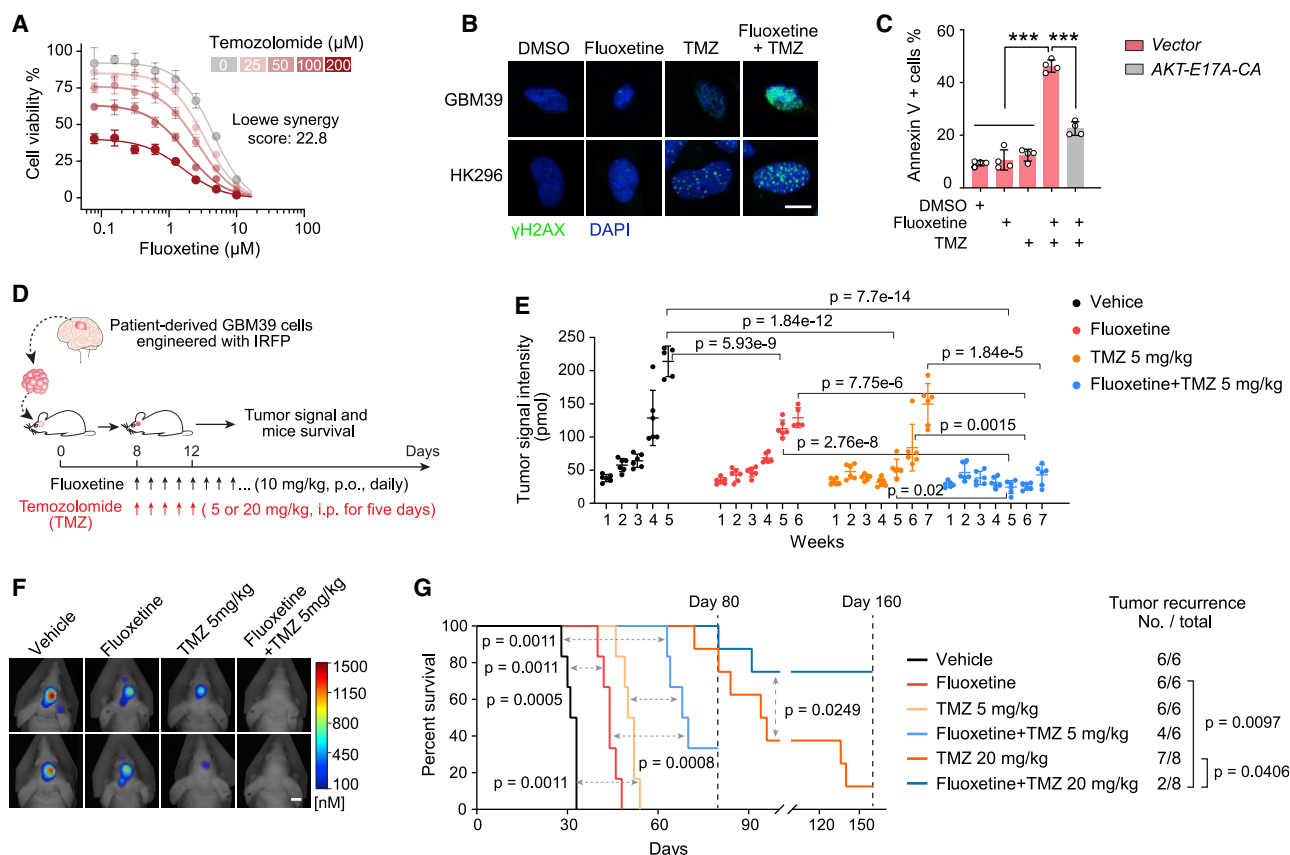 A
Temozolomide (µM)
0 25 50 100 200
Loewe synergy
score: 22.8
Cell viability %
100
75
50
25
0
0.1 1 10 100
Fluoxetine (µM)
B
DMSO Fluoxetine TMZ Fluoxetine
+ TMZ
GBM39
HK296
γH2AX DAPI
C
*** ***
Vector
AKT-E17A-CA
Annexin V + cells %
60
40
20
0
DMSO +
Fluoxetine + + +
TMZ + + +
D
Patient-derived GBM39 cells
engineered with IRFP
Tumor signal and
mice survival
0 8 12 Days
Fluoxetine ... (10 mg/kg, p.o., daily)
Temozolomide ( 5 or 20 mg/kg, i.p. for five days)
(TMZ)
E
Tumor signal intensity
(pmol)
250
200
150
100
50
0
p = 7.7e-14
p = 1.84e-12
p = 5.93e-9
p = 1.84e-5
p = 7.75e-6
p = 2.76e-8
p = 0.0015
p = 0.02
1 2 3 4 5 1 2 3 4 5 6 1 2 3 4 5 6 7 1 2 3 4 5 6 7
Weeks
Vehice
Fluoxetine
TMZ 5 mg/kg
Fluoxetine+TMZ 5 mg/kg
F
Vehicle Fluoxetine TMZ 5mg/kg Fluoxetine
+TMZ 5mg/kg
1500
1150
800
450
100
[nM]
G
Day 80 Day 160
Percent survival
100
80
60
40
20
0
p = 0.0011
p = 0.0011
p = 0.0005
p = 0.0011
p = 0.0008
p = 0.0249
0 30 60 90 120 150
Days
Tumor recurrence
No. / total
Vehicle 6/6
Fluoxetine 6/6
TMZ 5 mg/kg 6/6
Fluoxetine+TMZ 5 mg/kg 4/6
TMZ 20 mg/kg 7/8
Fluoxetine+TMZ 20 mg/kg 2/8
p = 0.0097
p = 0.0406